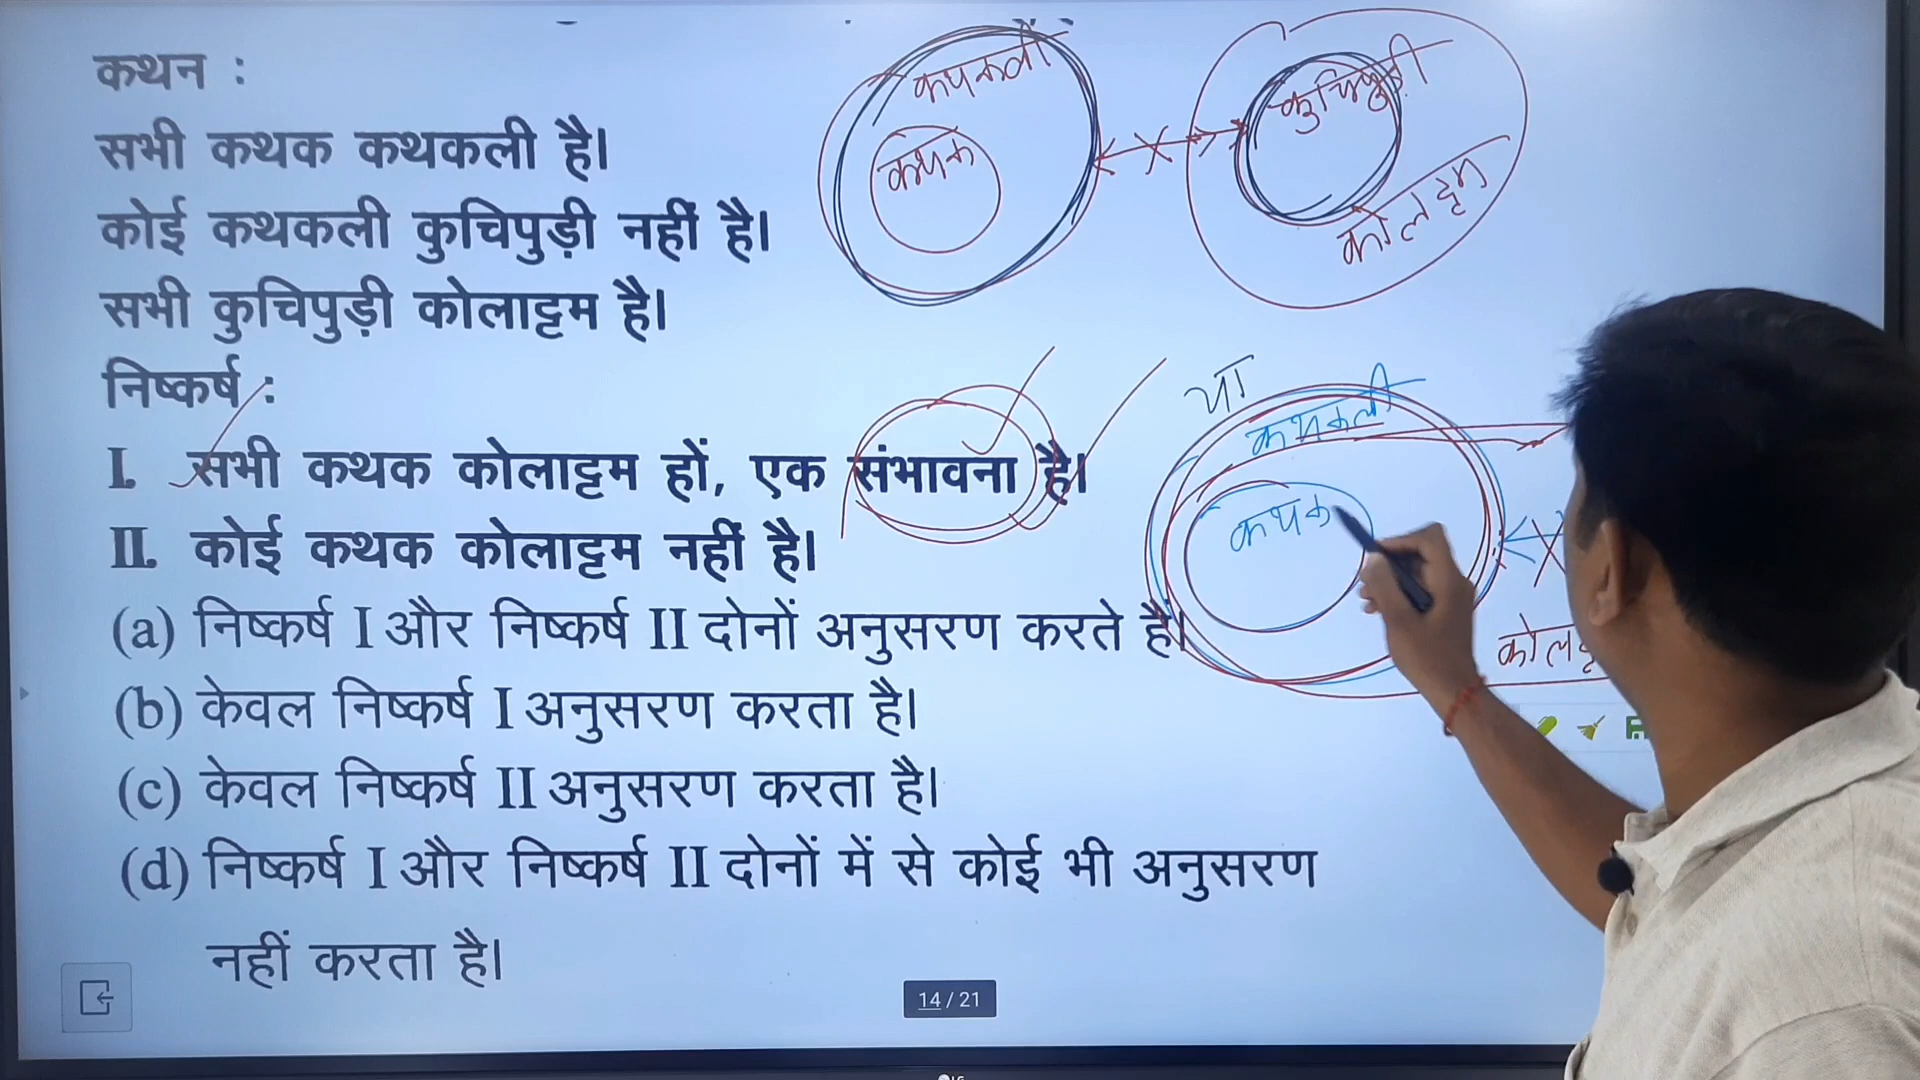 कथन :
सभी कथक कथकली है।
कोई कथकली कुचिपुड़ी नहीं है।
सभी कुचिपुड़ी कोलाट्टम है।
निष्कर्ष :
I. सभी कथक कोलाट्टम हों, एक संभावना है।
II. कोई कथक कोलाट्टम नहीं है।
(a) निष्कर्ष I और निष्कर्ष II दोनों अनुसरण करते हैं।
(b) केवल निष्कर्ष I अनुसरण करता है।
(c) केवल निष्कर्ष II अनुसरण करता है।
(d) निष्कर्ष I और निष्कर्ष II दोनों में से कोई भी अनुसरण
नहीं करता है।
कथकली
कथक
कुचिपुड़ी
कोलट्टम
या
कथकली
कथक
14 / 21
LG